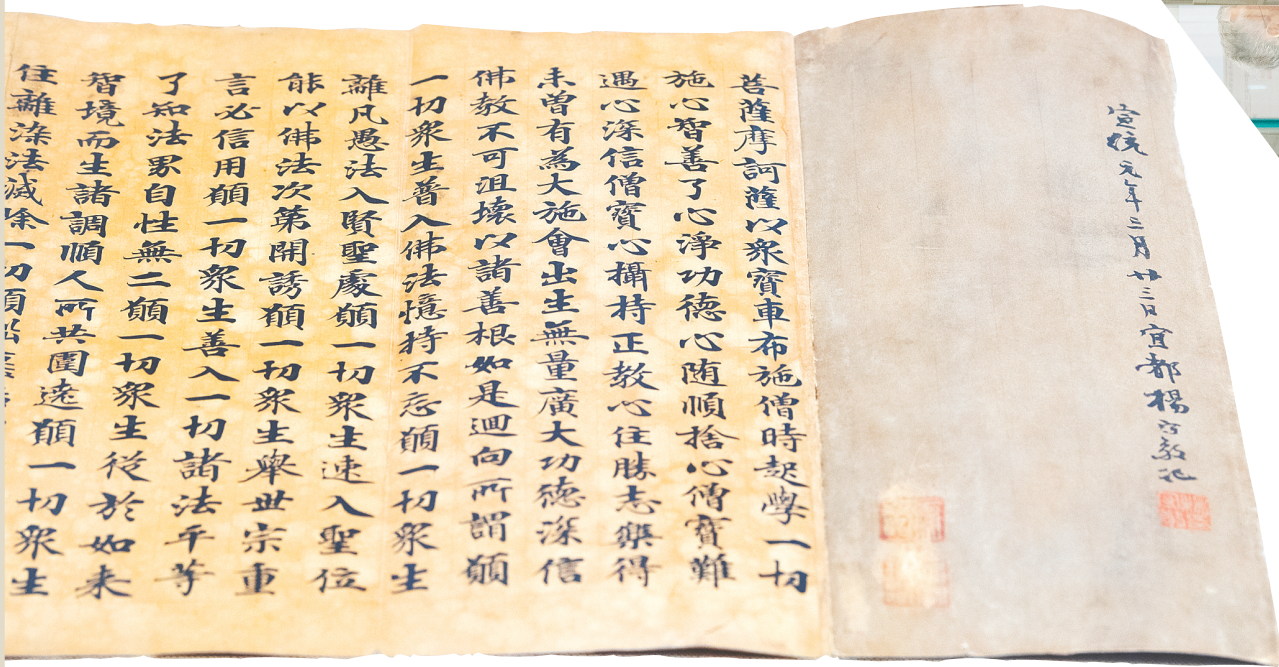 宣統元年三月廿三日宜都楊守敬記
菩薩摩訶薩以衆寳車布施僧時起學一切
施心智善了心淨功德心随順捨心僧寳難
遇心深信僧寳心攝持正教心住勝志樂得
未曽有為大施會出生無量廣大功德深信
佛教不可沮壊以諸善根如是迴向所謂願
一切衆生普入佛法憶持不忘願一切衆生
離凡愚法入賢聖處願一切衆生速入聖位
能以佛法次第開誘願一切衆生舉世宗重
言必信用願一切衆生善入一切諸法平等
了知法界自性無二願一切衆生従於如来
智境而生諸調順人所共圍遶願一切衆生
住離染法滅除一切